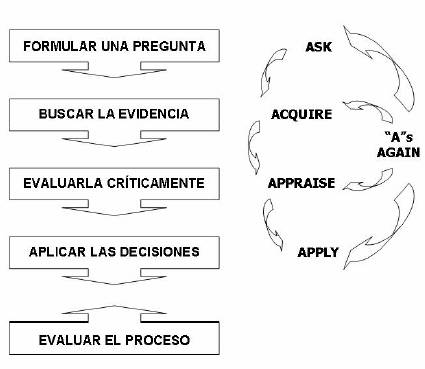 FORMULAR UNA PREGUNTA
BUSCAR LA EVIDENCIA
EVALUARLA CRÍTICAMENTE
APLICAR LAS DECISIONES
EVALUAR EL PROCESO
ASK
ACQUIRE
"A"s
AGAIN
APPRAISE
APPLY